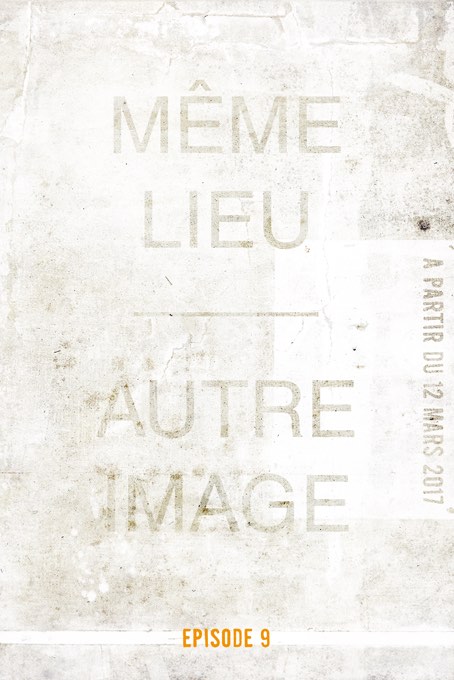 MÊME
LIEU
AUTRE
IMAGE
A PARTIR DU 12 MARS 2017
EPISODE 9